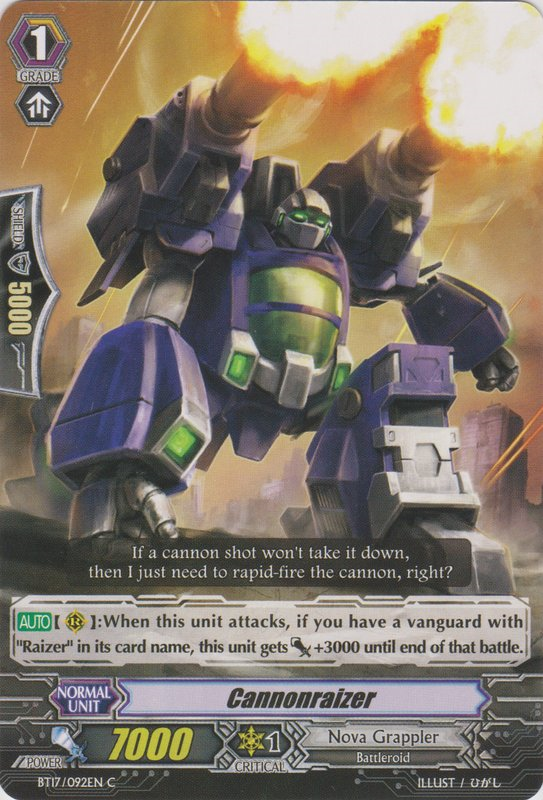 1
GRADE
SHIELD
5000
If a cannon shot won't take it down,
then I just need to rapid-fire the cannon, right?
AUTO【 R 】:When this unit attacks, if you have a vanguard with
"Raizer" in its card name, this unit gets +3000 until end of that battle.
NORMAL
UNIT
Cannonraizer
POWER
7000
1
CRITICAL
Nova Grappler
Battleroid
BT17/092EN C
ILLUST / ひがし